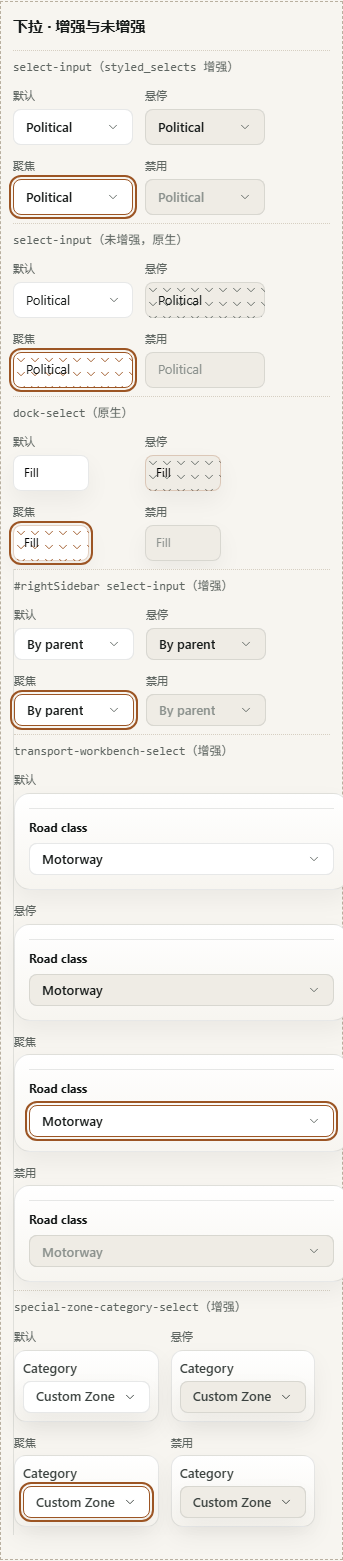 下拉 · 增强与未增强
select-input（styled_selects 增强）
默认 悬停
Political Political
聚焦 禁用
Political Political
select-input（未增强，原生）
默认 悬停
Political Political
聚焦 禁用
Political Political
dock-select（原生）
默认 悬停
Fill Fill
聚焦 禁用
Fill Fill
#rightSidebar select-input（增强）
默认 悬停
By parent By parent
聚焦 禁用
By parent By parent
transport-workbench-select（增强）
默认
Road class
Motorway
悬停
Road class
Motorway
聚焦
Road class
Motorway
禁用
Road class
Motorway
special-zone-category-select（增强）
默认 悬停
Category Category
Custom Zone Custom Zone
聚焦 禁用
Category Category
Custom Zone Custom Zone